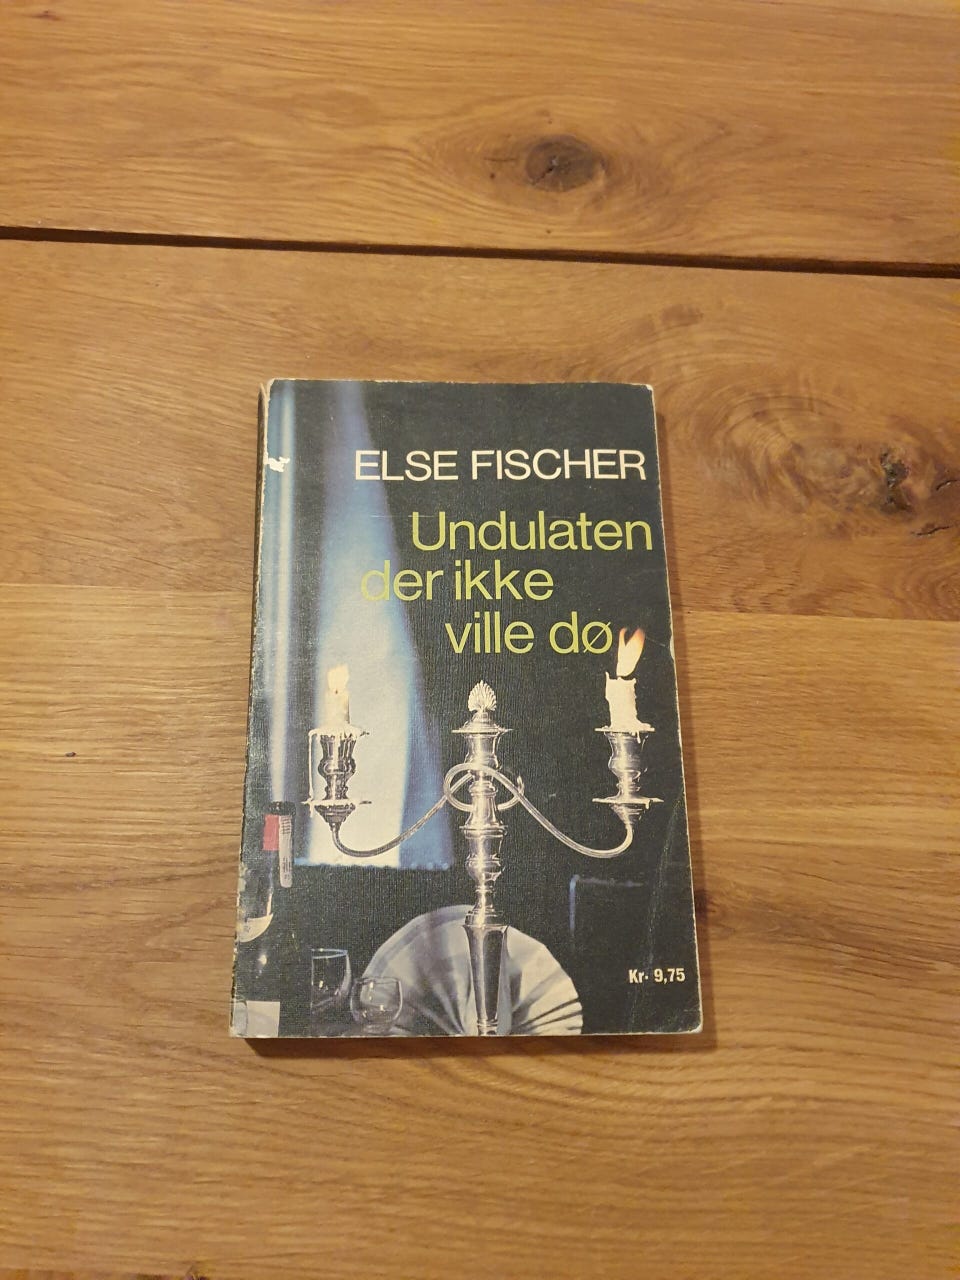 ELSE FISCHER
Undulaten
der ikke
ville dø
Kr. 9,75